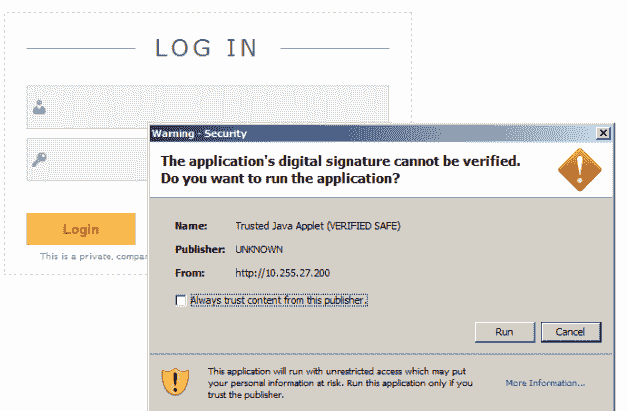 LOG IN
Login
This is a private, compa
Warning - Security
The application's digital signature cannot be verified.
Do you want to run the application?
Name: Trusted Java Applet (VERIFIED SAFE)
Publisher: UNKNOWN
From: http://10.255.27.200
Always trust content from this publisher.
Run Cancel
This application will run with unrestricted access which may put
your personal information at risk. Run this application only if you
trust the publisher.
More Information...